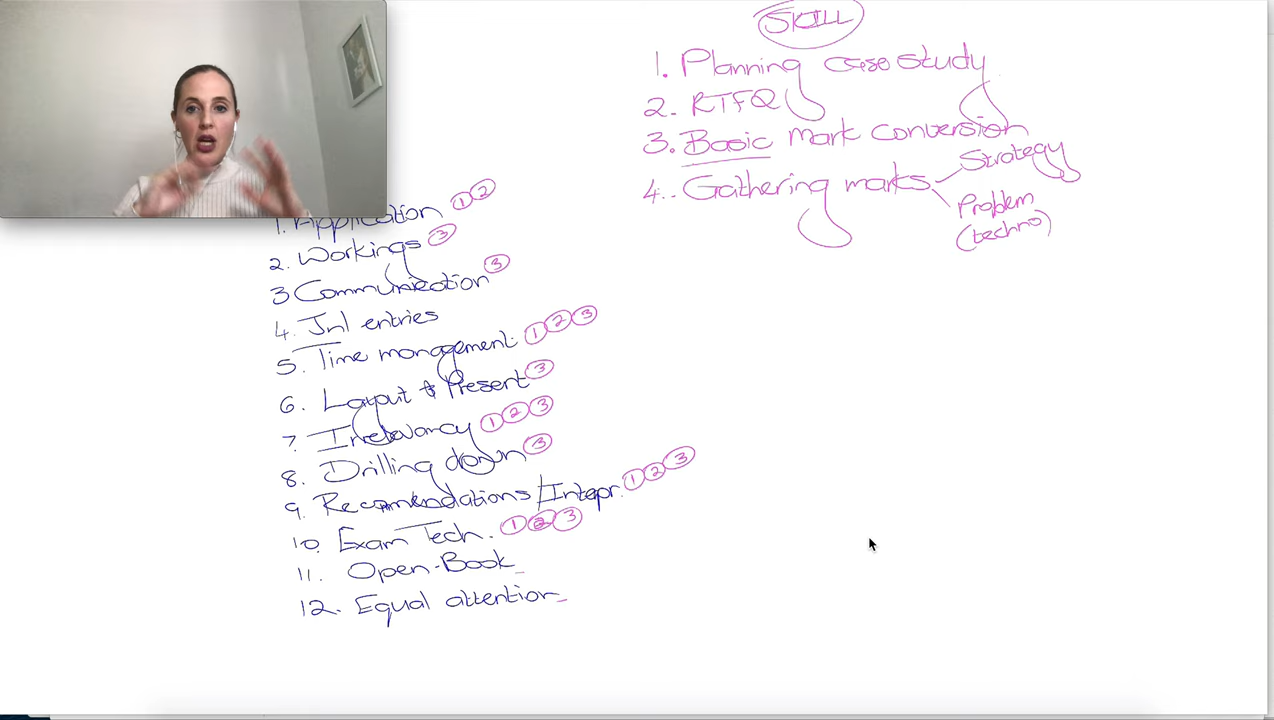 SKILL
1. Planning case study
2. RTFQ
3. Basic mark conversion
4. Gathering marks
Strategy
Problem
(techno)
1. Application ① ②
2. Workings ③
3 Communication ③
4. Jnl entries
5. Time management. ① ② ③
6. Layout & Present ③
7. Irrelevancy ① ② ③
8. Drilling down ③
9. Recomendations/Intepr. ① ② ③
10. Exam Tech. ① ② ③
11. Open-Book
12. Equal attention